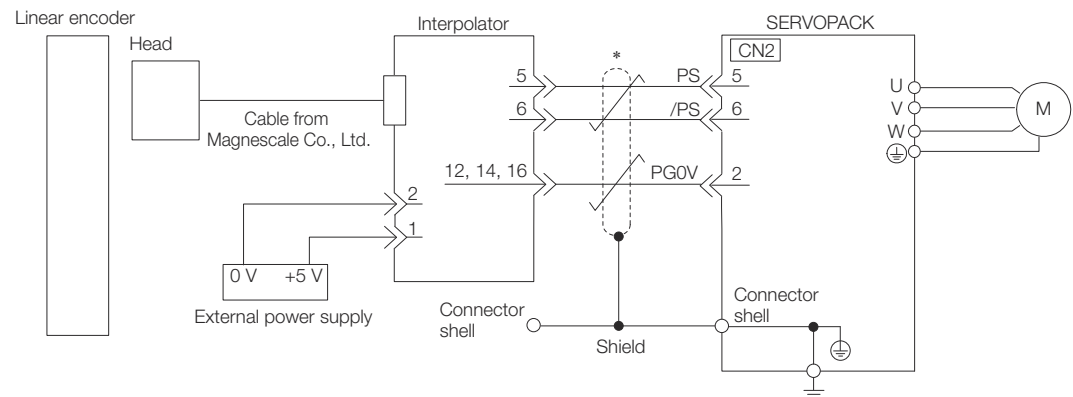 Linear encoder
Head
Cable from
Magnescale Co., Ltd.
Interpolator
5
6
12, 14, 16
2
1
0 V +5 V
External power supply
*
PS
/PS
PG0V
SERVOPACK
CN2
5
6
2
U
V
W
M
Connector
shell
Shield
Connector
shell